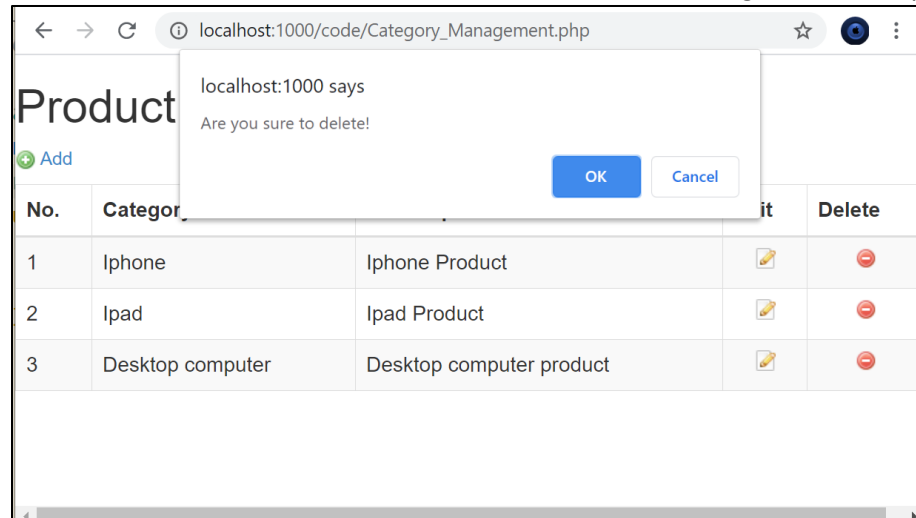 localhost:1000/code/Category_Management.php
localhost:1000 says
Are you sure to delete!
OK Cancel
Product
Add
No. Delete
1 Iphone Iphone Product
2 Ipad Ipad Product
3 Desktop computer Desktop computer product